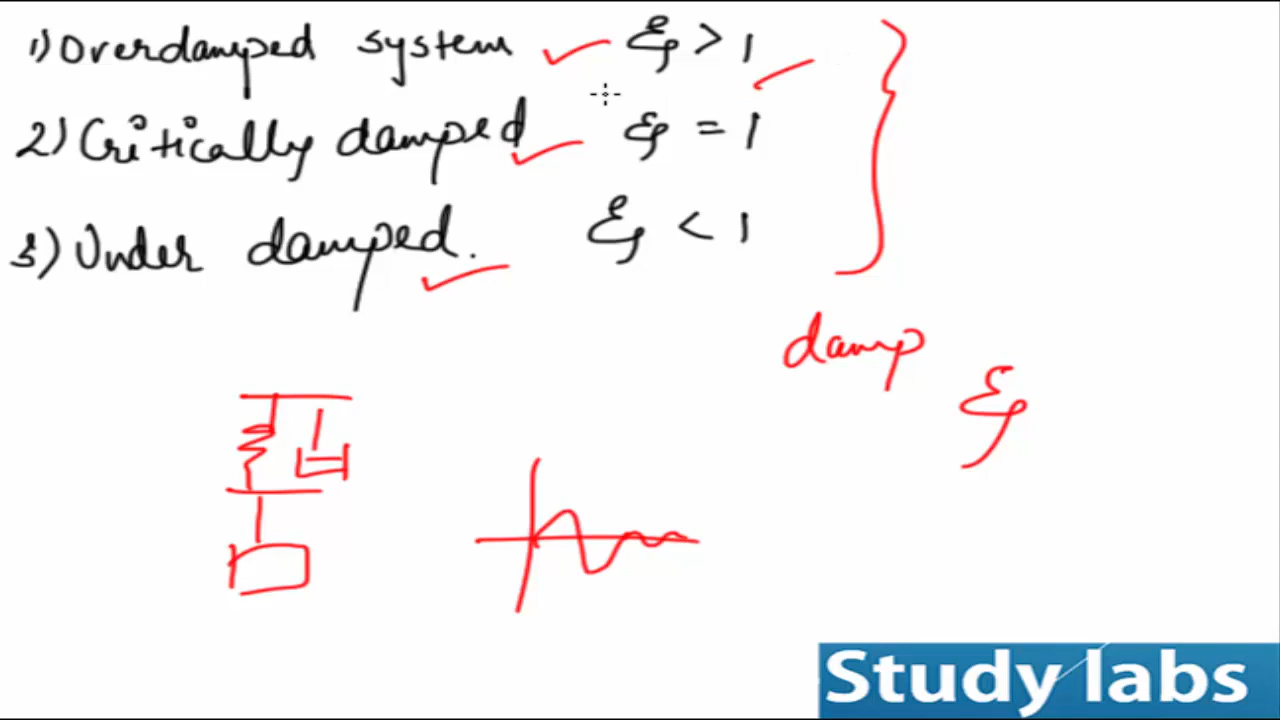 1) Overdamped system ξ > 1
2) Critically damped ξ = 1
3) Under damped. ξ < 1
damp
ξ
Study labs